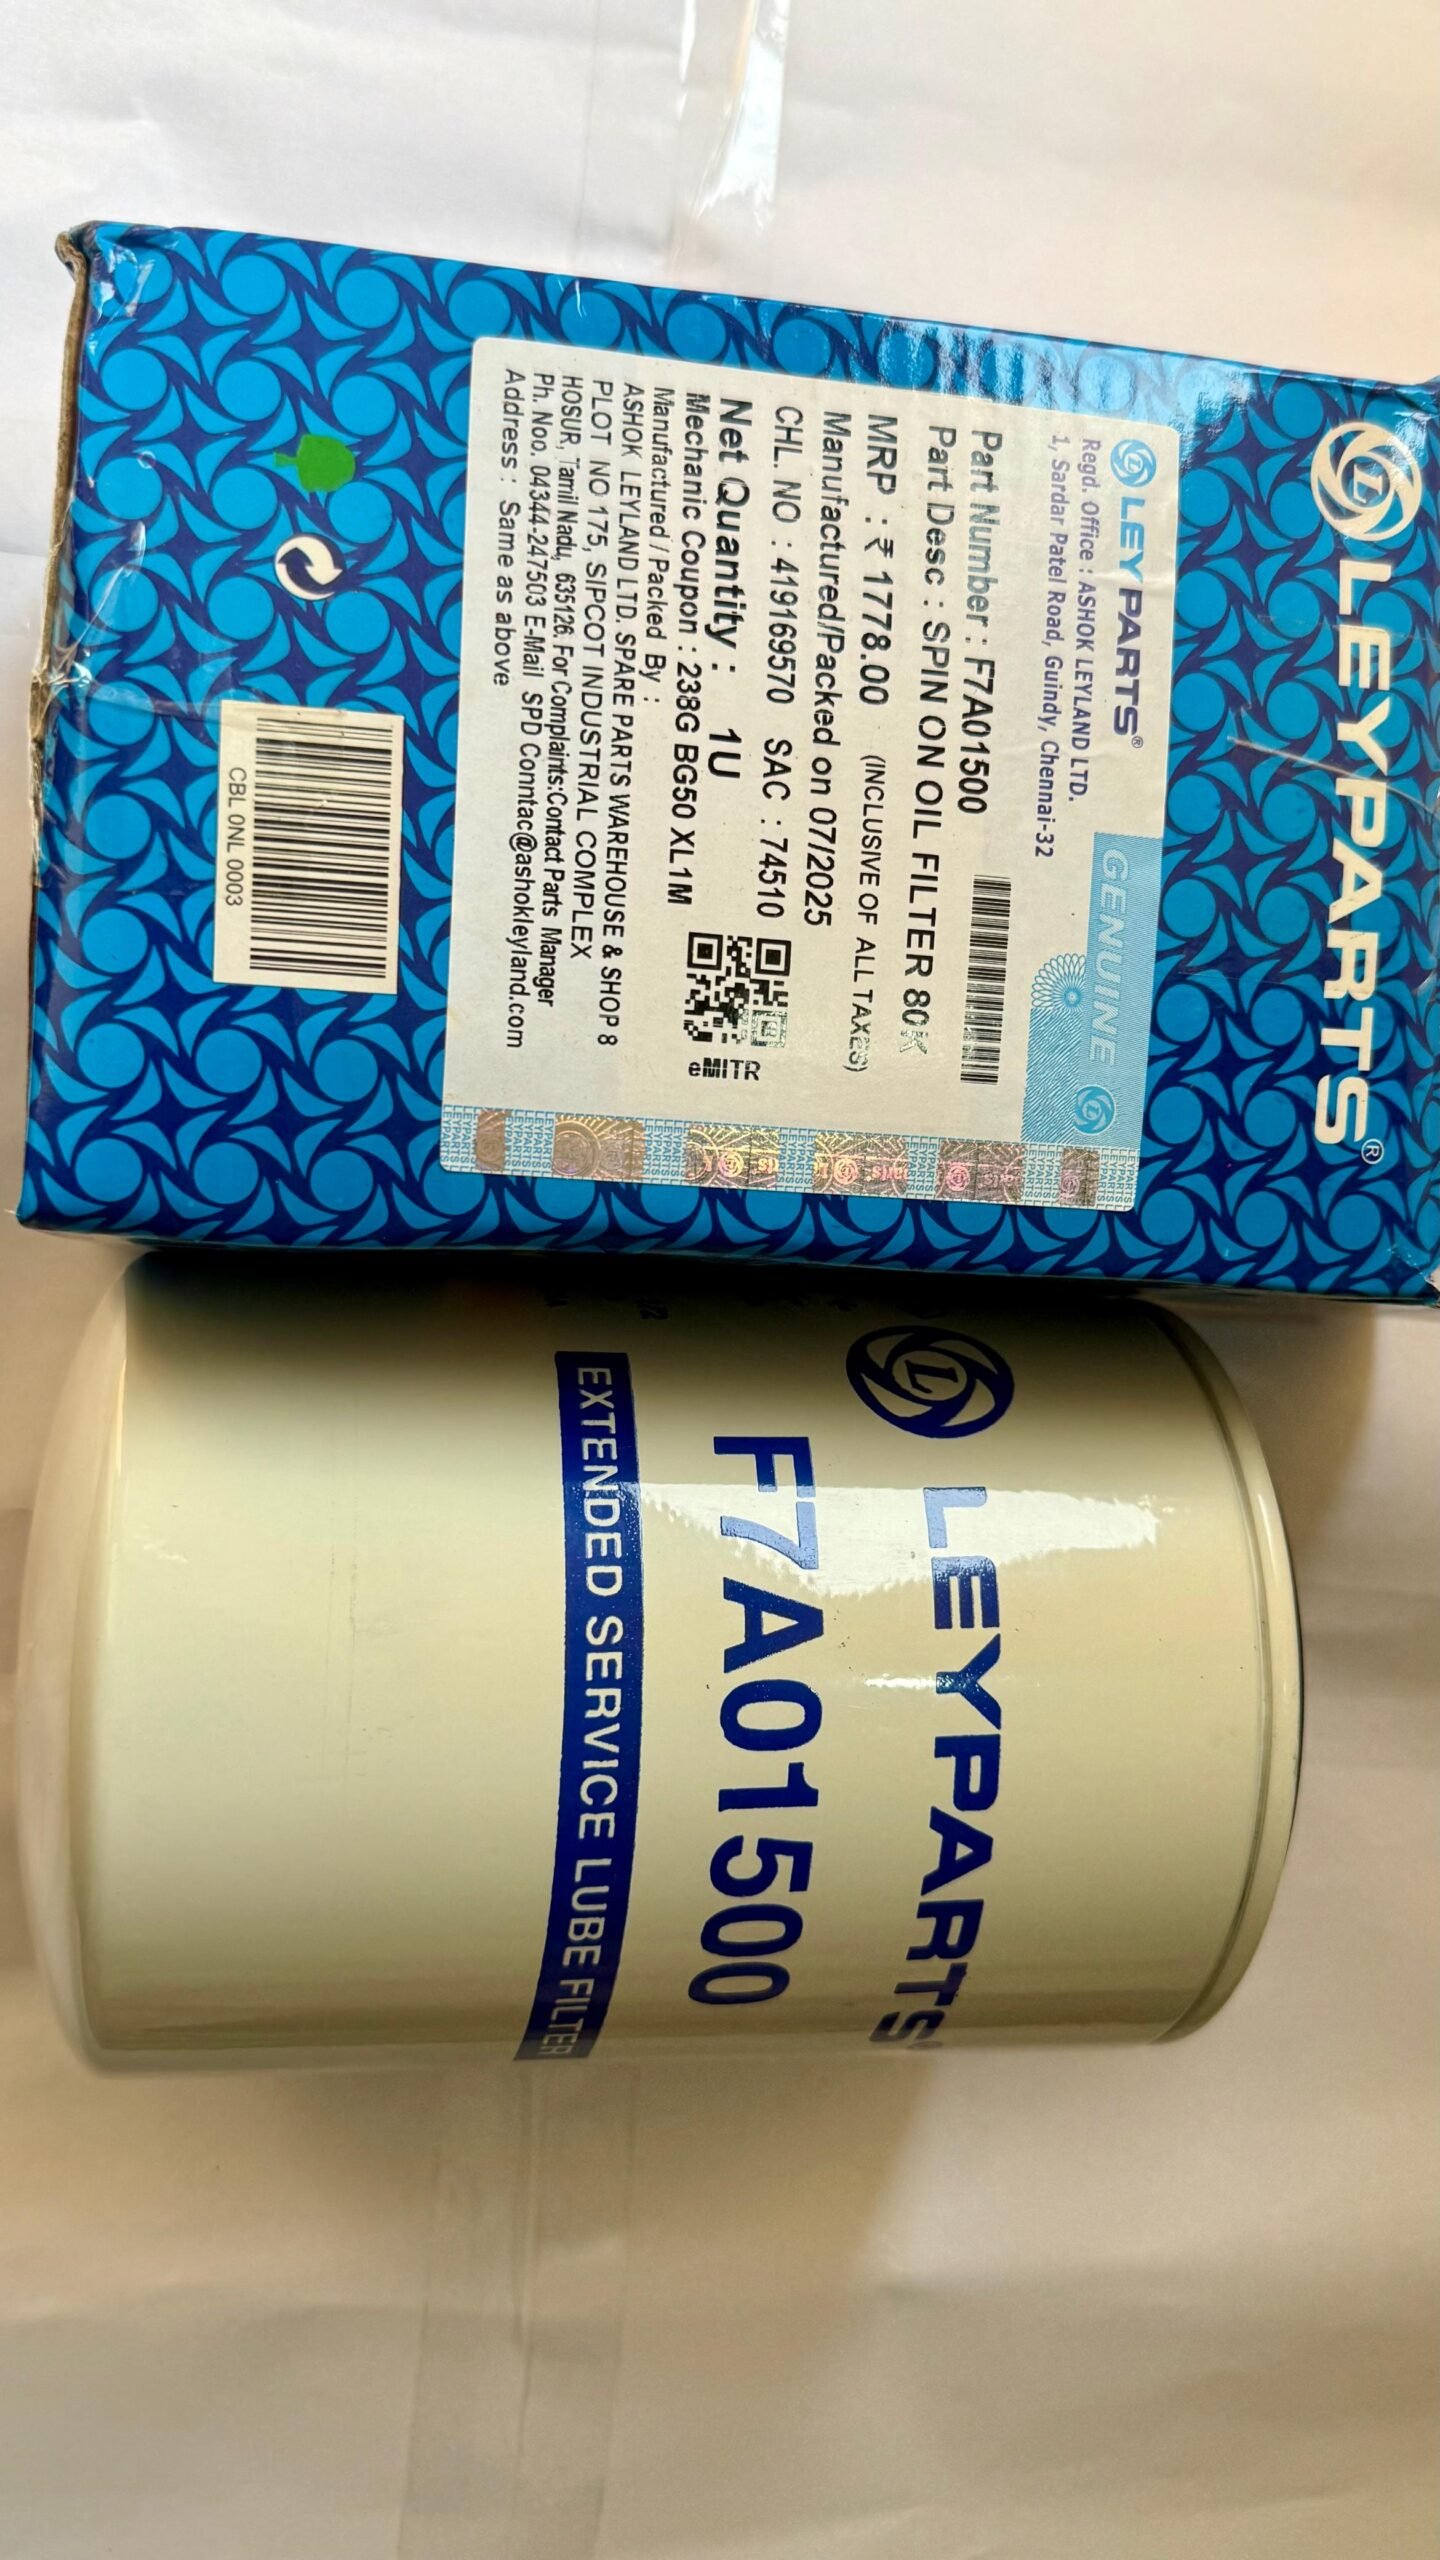 LEYPARTS®
LEYPARTS®
GENUINE
Regd. Office : ASHOK LEYLAND LTD.
1, Sardar Patel Road, Guindy, Chennai-32
Part Number : F7A01500
Part Desc : SPIN ON OIL FILTER 80K
MRP : ₹ 1778.00 (INCLUSIVE OF ALL TAXES)
Manufactured/Packed on 07/2025
CHL. NO : 419169570 SAC : 74510
Net Quantity : 1U
Mechanic Coupon : 238G BG50 XL1M
eMITR
Manufactured / Packed By :
ASHOK LEYLAND LTD. SPARE PARTS WAREHOUSE & SHOP 8
PLOT NO 175, SIPCOT INDUSTRIAL COMPLEX
HOSUR, Tamil Nadu, 635126. For Complaints:Contact Parts Manager
Ph. Noo. 04344-247503 E-Mail SPD Conntac@ashokleyland.com
Address : Same as above
CBL 0NL 0003
LEYPARTS
F7A01500
EXTENDED SERVICE LUBE FILTER